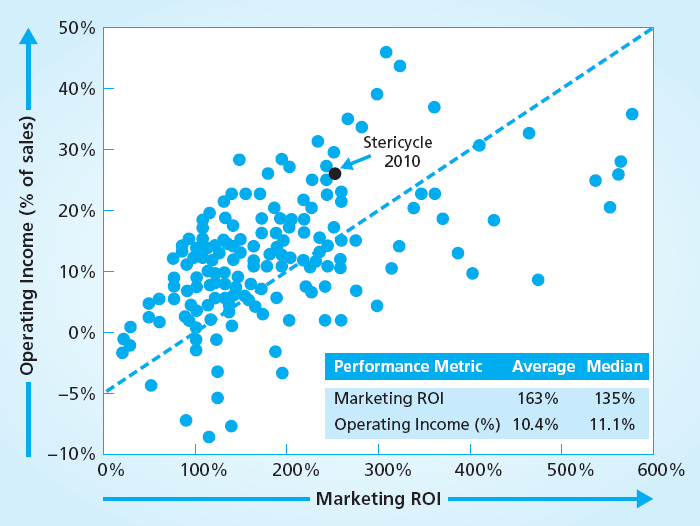 Operating Income (% of sales)
50%
40%
30%
20%
10%
0%
−5%
−10%
Stericycle
2010
Performance Metric Average Median
Marketing ROI 163% 135%
Operating Income (%) 10.4% 11.1%
0% 100% 200% 300% 400% 500% 600%
Marketing ROI